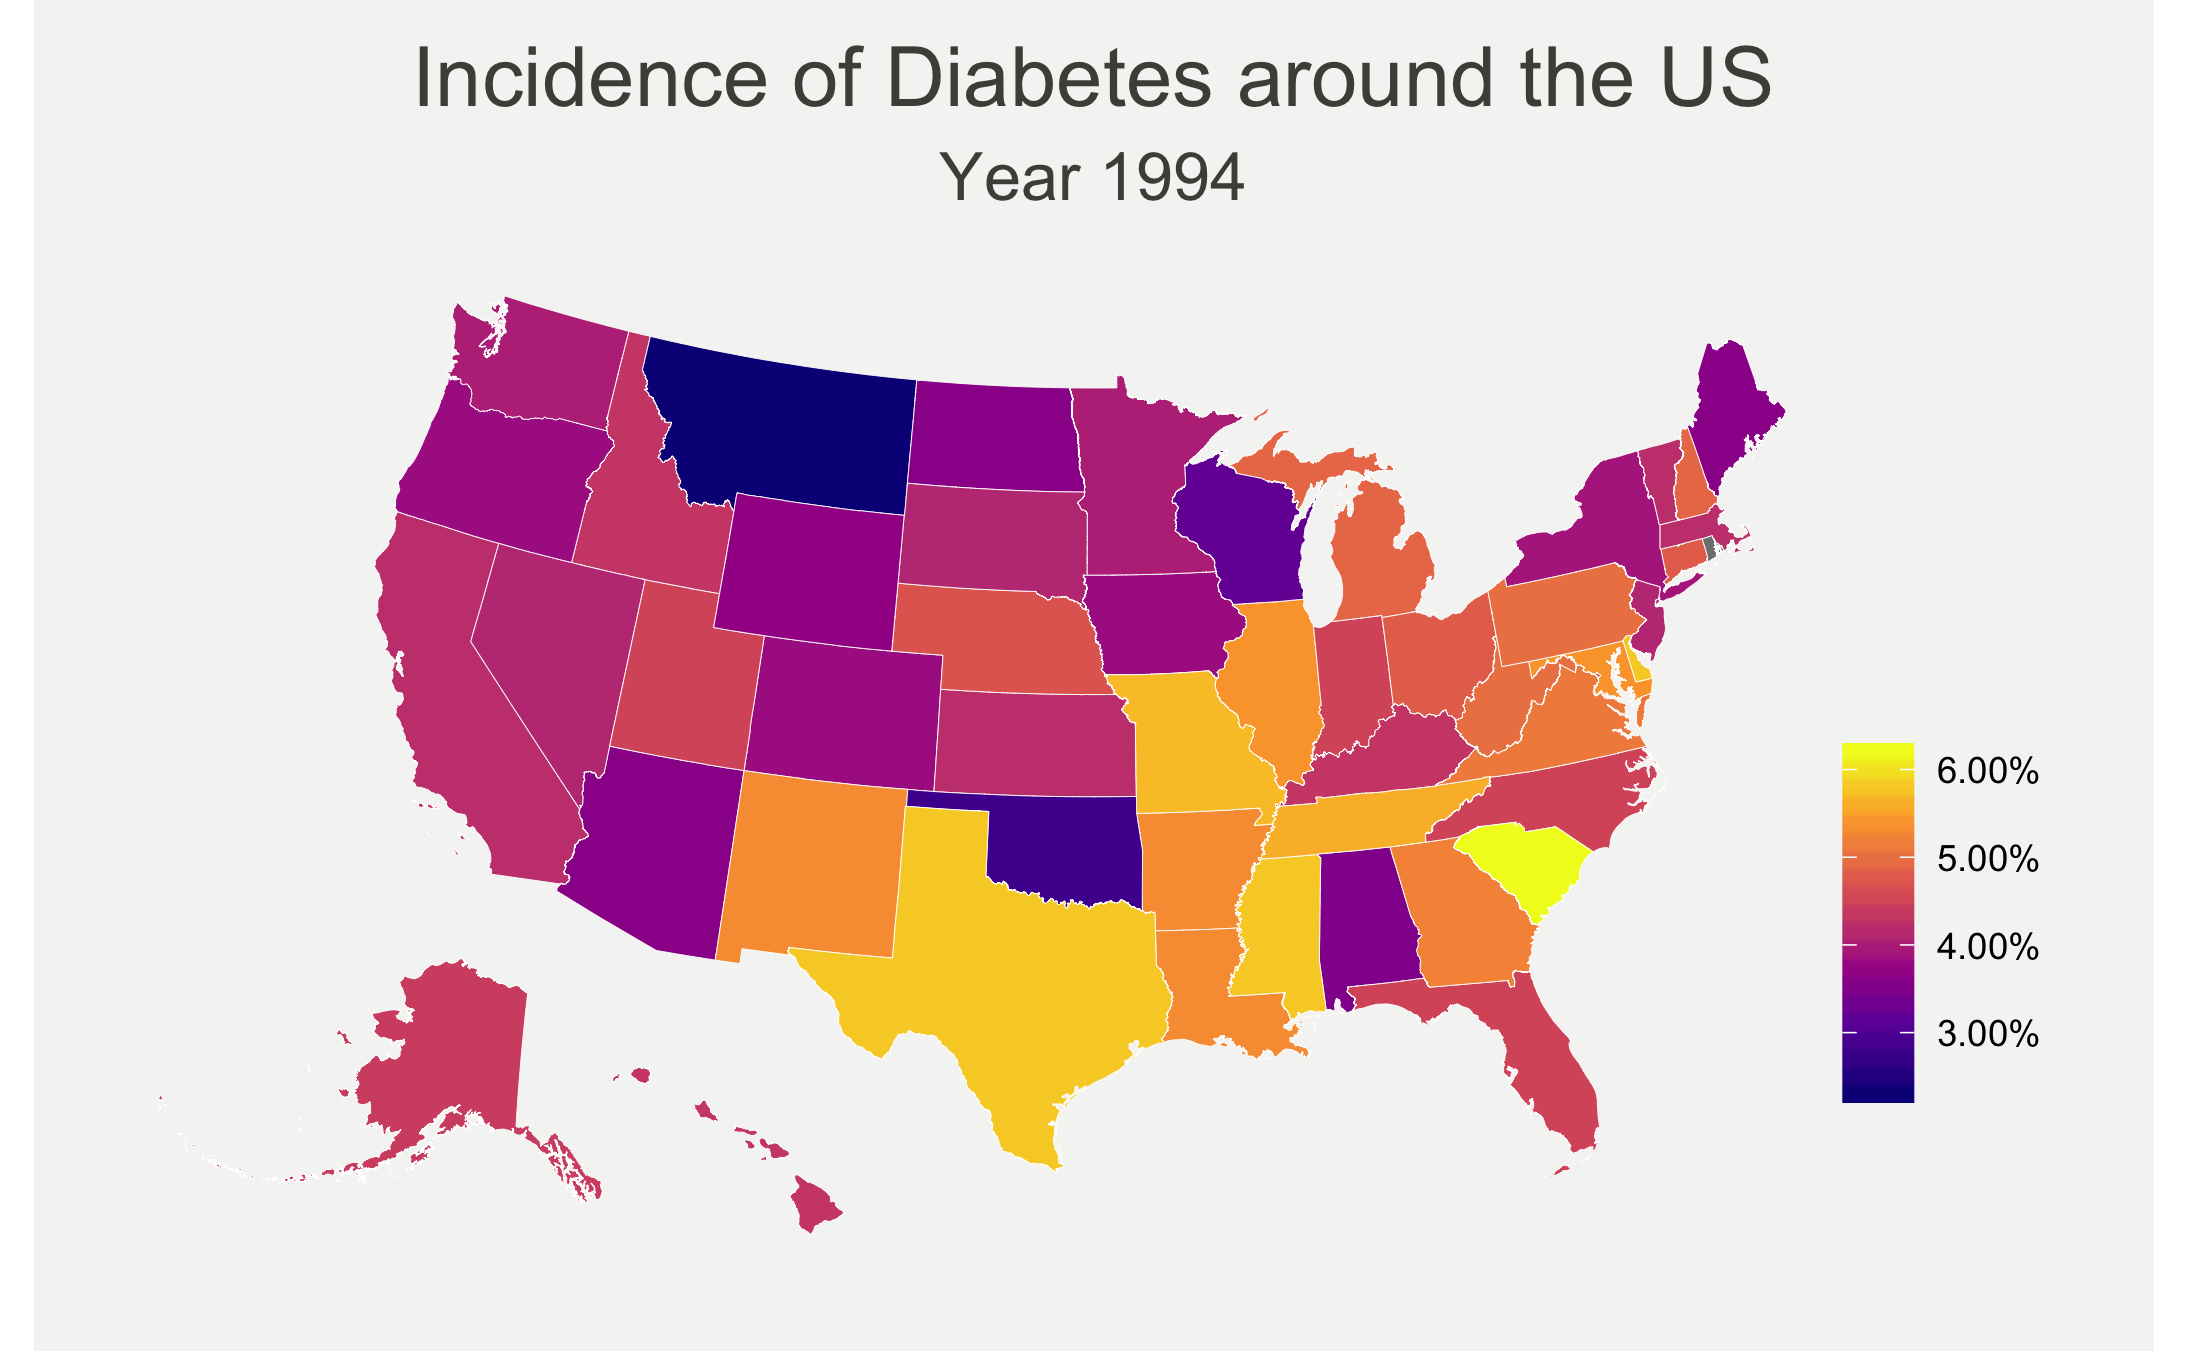 Incidence of Diabetes around the US
Year 1994
6.00%
5.00%
4.00%
3.00%